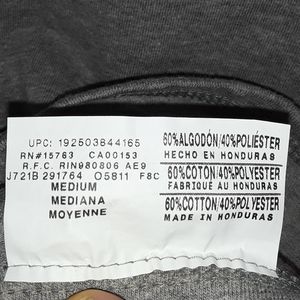 UPC: 192503844165
RN#15763 CA00153
R.F.C. RIN980806 AE9
J721B 291764 O5811 F8C
MEDIUM
MEDIANA
MOYENNE
60%ALGODÓN/40%POLIÉSTER
HECHO EN HONDURAS
60%COTON/40%POLYESTER
FABRIQUÉ AU HONDURAS
60%COTTON/40%POLYESTER
MADE IN HONDURAS